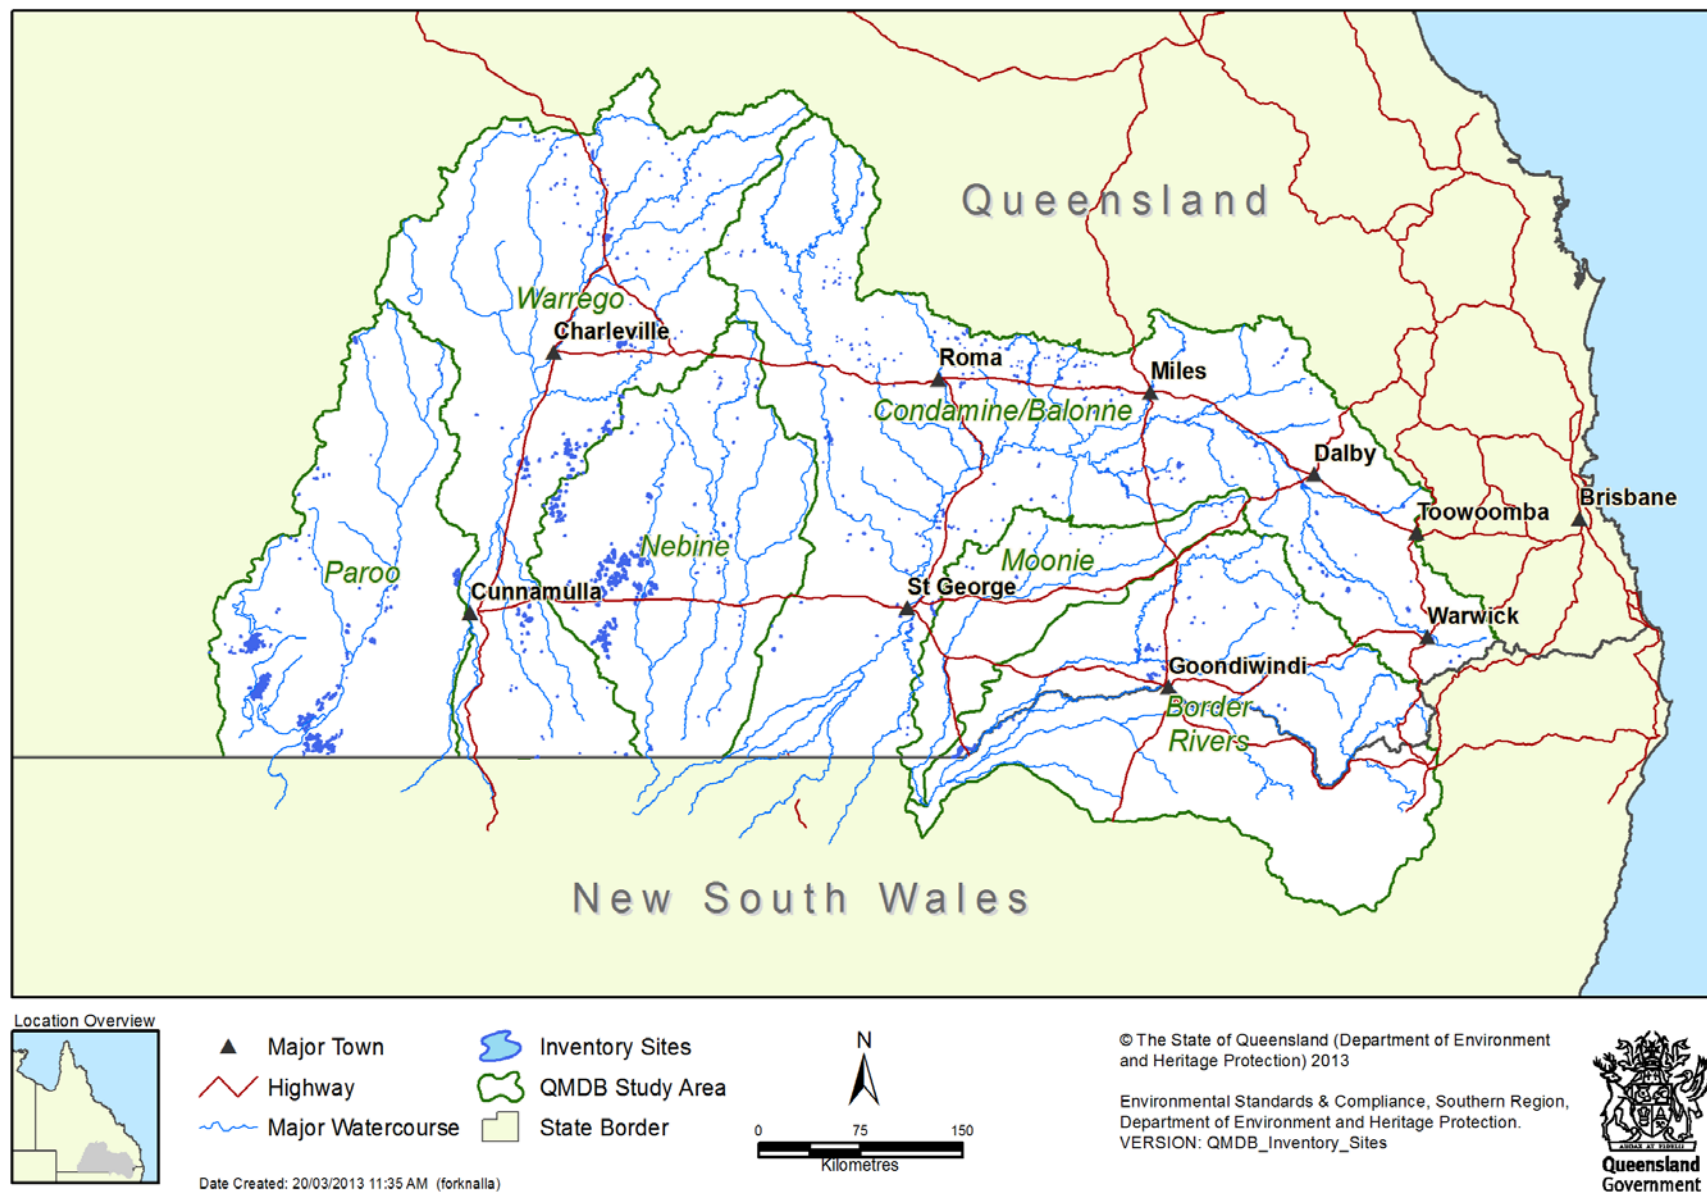 Queensland
Warrego
Charleville
Roma
Miles
Condamine/Balonne
Dalby
Brisbane
Toowoomba
Nebine
Moonie
Paroo
Cunnamulla
St George
Warwick
Goondiwindi
Border
Rivers
New South Wales
Location Overview
Major Town
Highway
Major Watercourse
Inventory Sites
QMDB Study Area
State Border
N
0 75 150
Kilometres
© The State of Queensland (Department of Environment
and Heritage Protection) 2013
Environmental Standards & Compliance, Southern Region,
Department of Environment and Heritage Protection.
VERSION: QMDB_Inventory_Sites
AUDAX AT FIDELIS
Queensland
Government
Date Created: 20/03/2013 11:35 AM (forknalla)